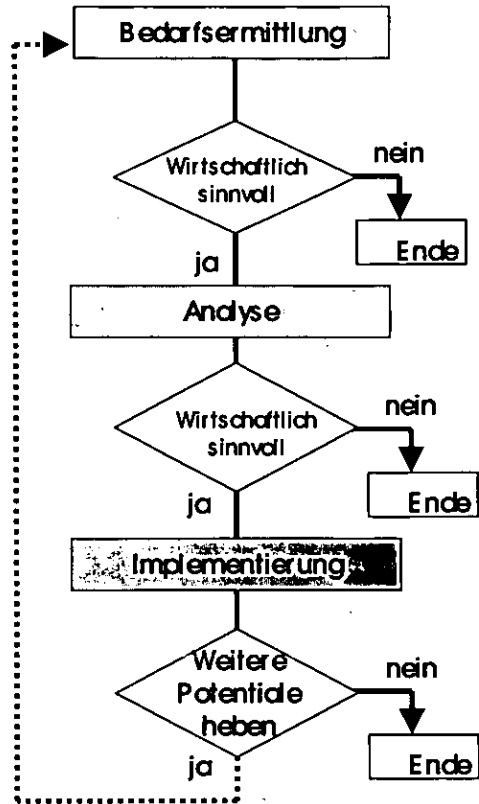 Bedarfsermittlung
Wirtschaftlich
sinnvoll
nein
Ende
ja
Analyse
Wirtschaftlich
sinnvoll
nein
Ende
ja
Implementierung
Weitere
Potentiale
heben
nein
Ende
ja